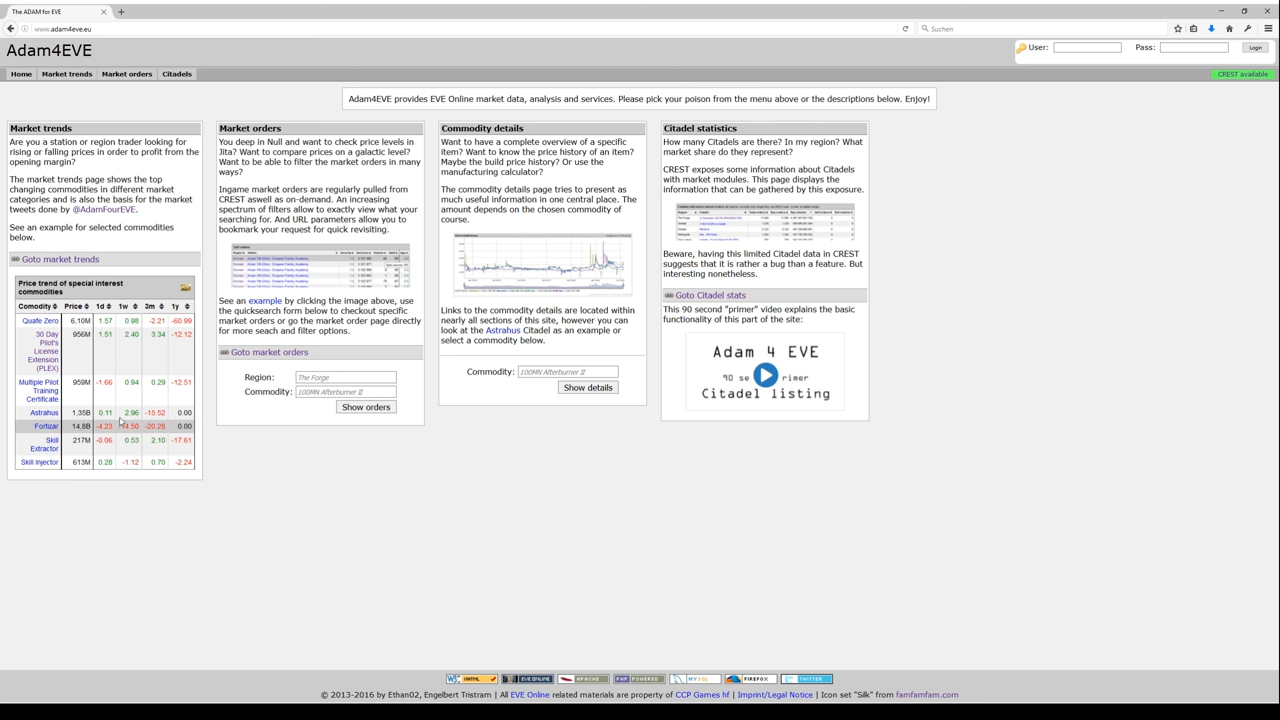 The ADAM for EVE
www.adam4eve.eu
Suchen
Adam4EVE
User:
Pass:
Login
Home
Market trends
Market orders
Citadels
CREST available
Adam4EVE provides EVE Online market data, analysis and services. Please pick your poison from the menu above or the descriptions below. Enjoy!
Market trends
Are you a station or region trader looking for
rising or falling prices in order to profit from the
opening margin?
The market trends page shows the top
changing commodities in different market
categories and is also the basis for the market
tweets done by @AdamFourEVE.
See an example for selected commodities
below.
Goto market trends
Price trend of special interest
commodities
Comodity Price 1d 1w 3m 1y
Quafe Zero 6,10M 1.57 0.98 -2.21 -60.99
30 Day 956M 1.51 2.40 3.34 -12.12
Pilot's
License
Extension
(PLEX)
Multiple Pilot 959M -1.66 0.94 0.29 -12.51
Training
Certificate
Astrahus 1,35B 0.11 2.96 -15.52 0.00
Fortizar 14,8B -4.23 -20.28 0.00
Skill 217M -0.06 0.53 2.10 -17.61
Extractor
Skill Injector 613M 0.28 -1.12 0.70 -2.24
Market orders
You deep in Null and want to check price levels in
Jita? Want to compare prices on a galactic level?
Want to be able to filter the market orders in many
ways?
Ingame market orders are regularly pulled from
CREST aswell as on-demand. An increasing
spectrum of filters allow to exactly view what your
searching for. And URL parameters allow you to
bookmark your request for quick revisiting.
Sell orders
See an example by clicking the image above, use
the quicksearch form below to checkout specific
market orders or go the market order page directly
for more seach and filter options.
Goto market orders
Region: The Forge
Commodity: 100MN Afterburner II
Show orders
Commodity details
Want to have a complete overview of a specific
item? Want to know the price history of an item?
Maybe the build price history? Or use the
manufacturing calculator?
The commodity details page tries to present as
much useful information in one central place. The
amount depends on the chosen commodity of
course.
Links to the commodity details are located within
nearly all sections of this site, however you can
look at the Astrahus Citadel as an example or
select a commodity below.
Commodity: 100MN Afterburner II
Show details
Citadel statistics
How many Citadels are there? In my region? What
market share do they represent?
CREST exposes some information about Citadels
with market modules. This page displays the
information that can be gathered by this exposure.
Beware, having this limited Citadel data in CREST
suggests that it is rather a bug than a feature. But
interesting nonetheless.
Goto Citadel stats
This 90 second "primer" video explains the basic
functionality of this part of the site:
Adam 4 EVE
90 se rimer
Citadel listing
W3C HTML
EVE ONLINE
APACHE
PHP POWERED
MYSQL
FIREFOX
TWITTER
© 2013-2016 by Ethan02, Engelbert Tristram | All EVE Online related materials are property of CCP Games hf | Imprint/Legal Notice | Icon set "Silk" from famfamfam.com